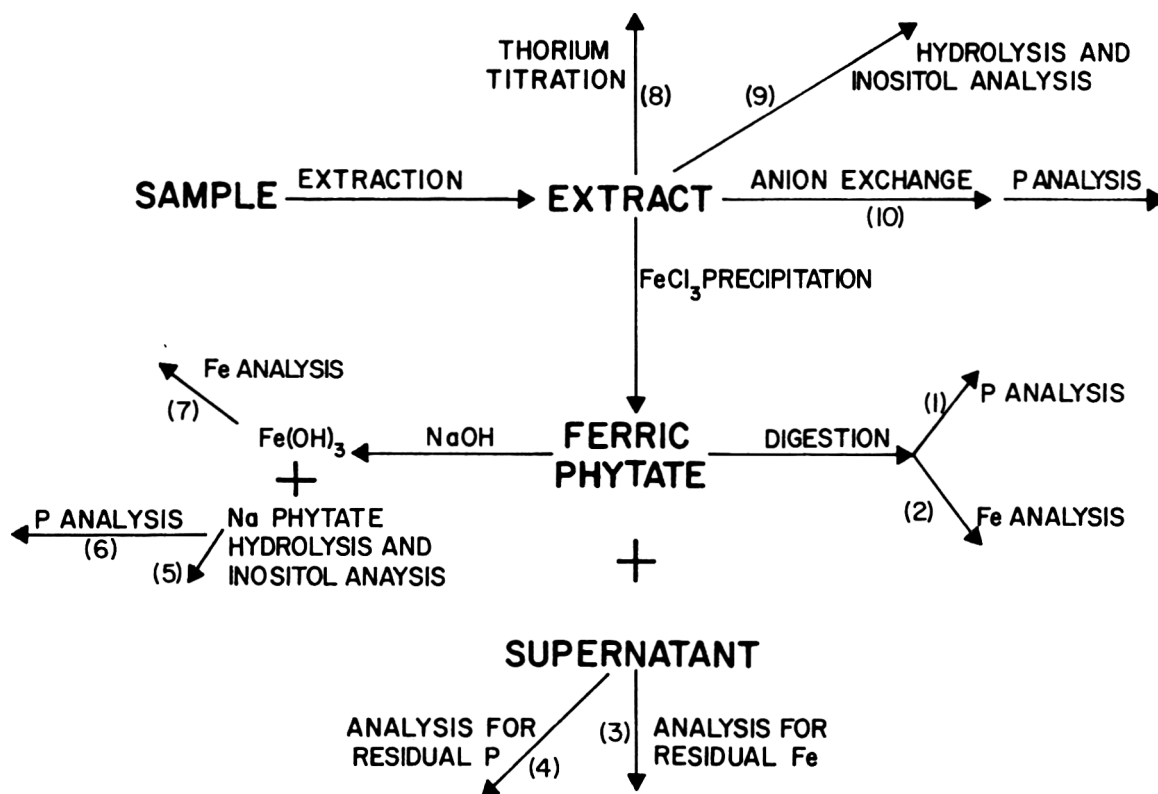 THORIUM
TITRATION
(8)
(9)
HYDROLYSIS AND
INOSITOL ANALYSIS
SAMPLE
EXTRACTION
EXTRACT
ANION EXCHANGE
(10)
P ANALYSIS
FeCl3 PRECIPITATION
Fe ANALYSIS
(7)
Fe(OH)3
NaOH
FERRIC
PHYTATE
DIGESTION
(1)
P ANALYSIS
(2)
Fe ANALYSIS
+
P ANALYSIS
(6)
(5)
Na PHYTATE
HYDROLYSIS AND
INOSITOL ANAYSIS
+
SUPERNATANT
ANALYSIS FOR
RESIDUAL P
(4)
(3)
ANALYSIS FOR
RESIDUAL Fe